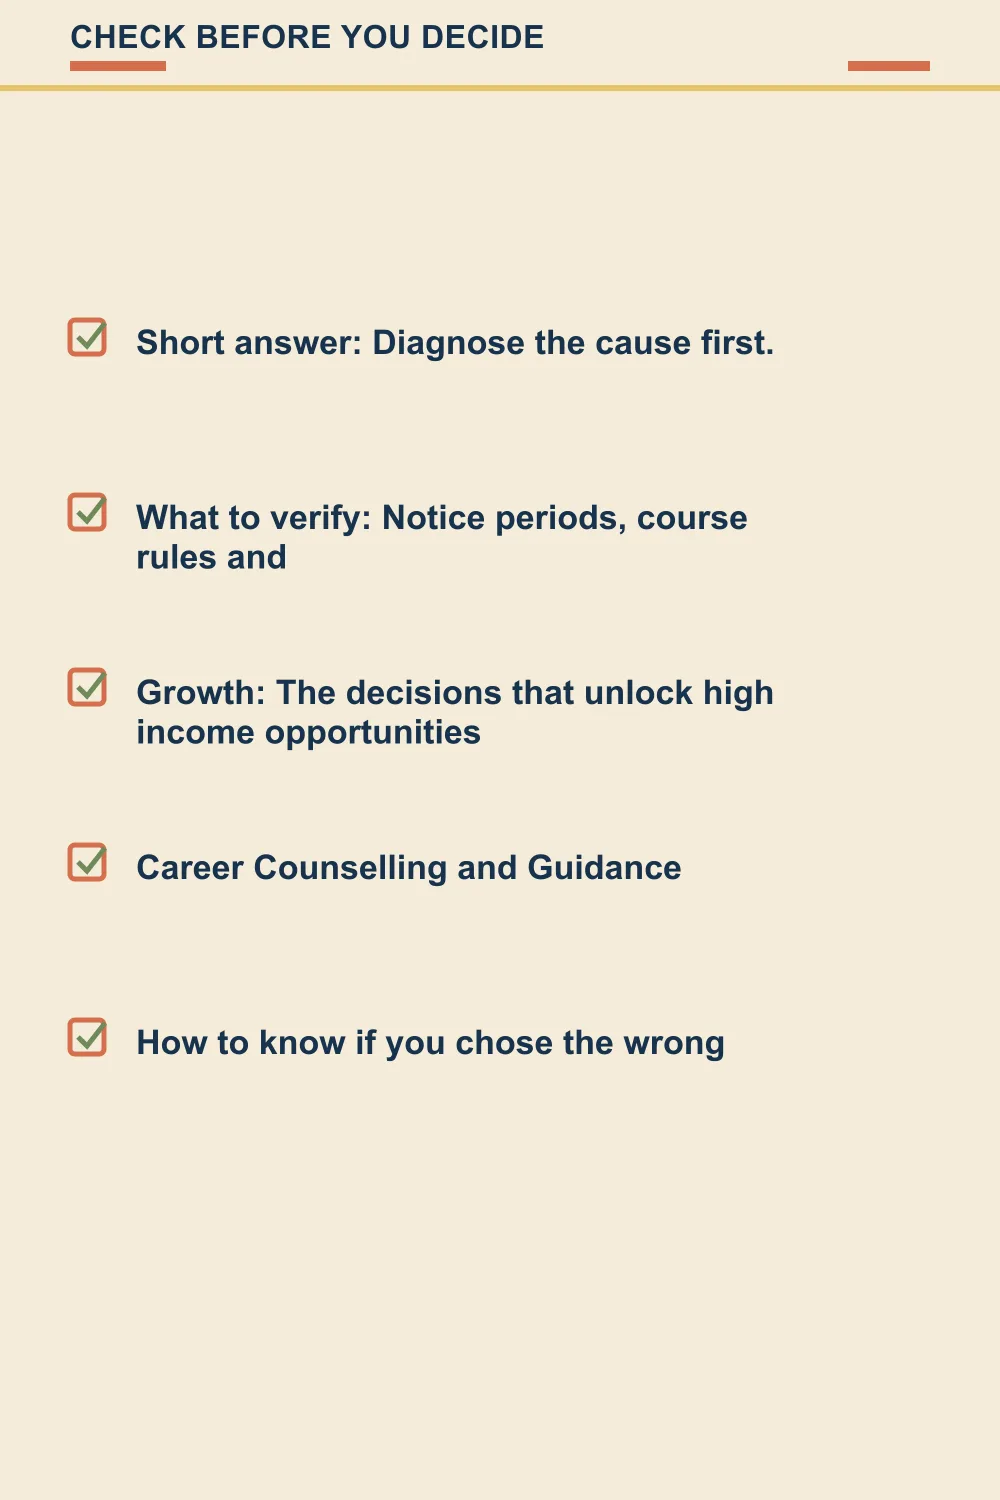 CHECK BEFORE YOU DECIDE
Short answer: Diagnose the cause first.
What to verify: Notice periods, course
rules and
Growth: The decisions that unlock high
income opportunities
Career Counselling and Guidance
How to know if you chose the wrong